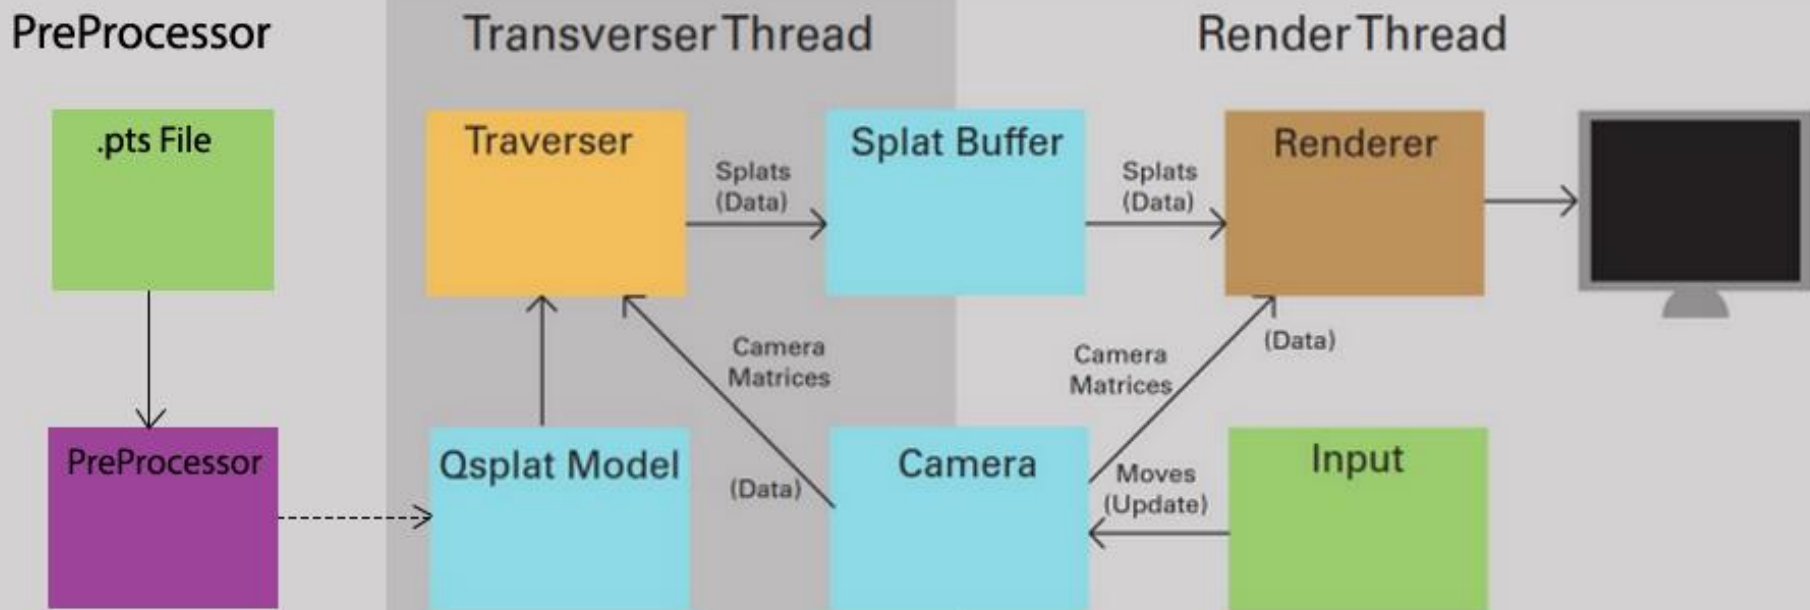 PreProcessor
Transverser Thread
Render Thread
.pts File
Traverser
Splats
(Data)
Splat Buffer
Splats
(Data)
Renderer
Camera
Matrices
(Data)
Camera
Matrices
(Data)
PreProcessor
Qsplat Model
Camera
Moves
(Update)
Input